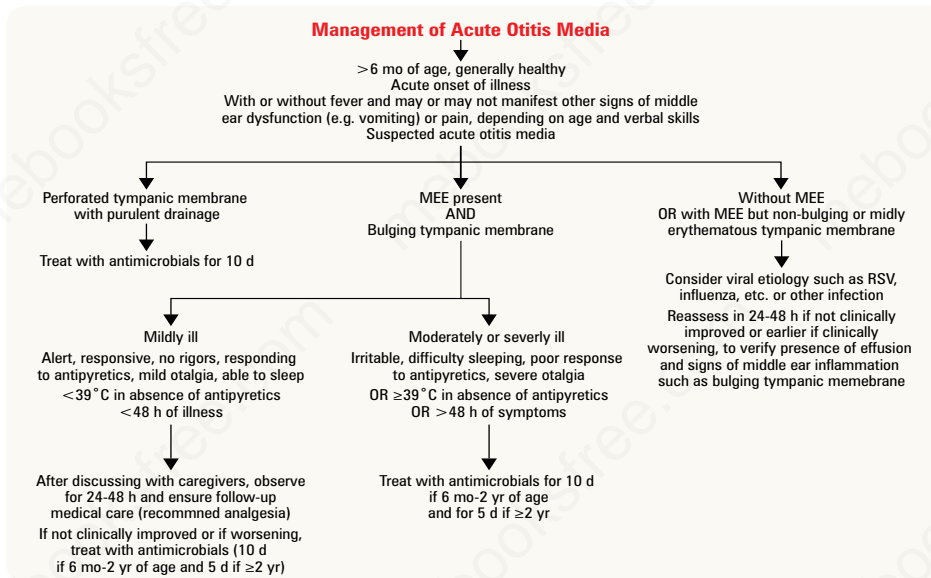 Management of Acute Otitis Media
>6 mo of age, generally healthy
Acute onset of illness
With or without fever and may or may not manifest other signs of middle
ear dysfunction (e.g. vomiting) or pain, depending on age and verbal skills
Suspected acute otitis media
Perforated tympanic membrane
with purulent drainage
Treat with antimicrobials for 10 d
MEE present
AND
Bulging tympanic membrane
Without MEE
OR with MEE but non-bulging or midly
erythematous tympanic membrane
Consider viral etiology such as RSV,
influenza, etc. or other infection
Reassess in 24-48 h if not clinically
improved or earlier if clinically
worsening, to verify presence of effusion
and signs of middle ear inflammation
such as bulging tympanic memebrane
Mildly ill
Alert, responsive, no rigors, responding
to antipyretics, mild otalgia, able to sleep
<39˚C in absence of antipyretics
<48 h of illness
After discussing with caregivers, observe
for 24-48 h and ensure follow-up
medical care (recommned analgesia)
If not clinically improved or if worsening,
treat with antimicrobials (10 d
if 6 mo-2 yr of age and 5 d if ≥2 yr)
Moderately or severly ill
Irritable, difficulty sleeping, poor response
to antipyretics, severe otalgia
OR ≥39˚C in absence of antipyretics
OR >48 h of symptoms
Treat with antimicrobials for 10 d
if 6 mo-2 yr of age
and for 5 d if ≥2 yr